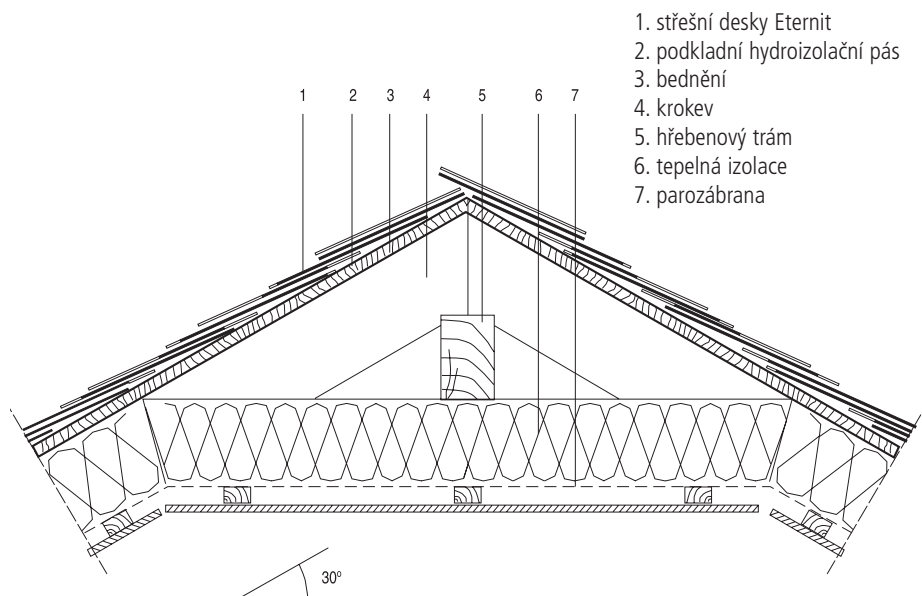 1. střešní desky Eternit
2. podkladní hydroizolační pás
3. bednění
4. krokev
5. hřebenový trám
6. tepelná izolace
7. parozábrana
1 2 3 4 5 6 7
30º